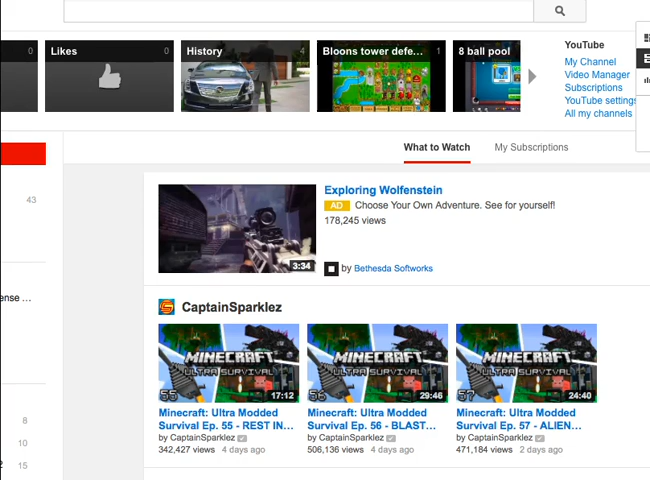 Likes 0
0
History 4
Bloons tower defe... 1
8 ball pool
YouTube
My Channel
Video Manager
Subscriptions
YouTube settings
All my channels
What to Watch
My Subscriptions
43
ense ...
8
10
2 15
Exploring Wolfenstein
AD Choose Your Own Adventure. See for yourself!
178,245 views
3:34
by Bethesda Softworks
CaptainSparklez
MINECRAFT
ULTRA SURVIVAL
55 17:12
MINECRAFT
ULTRA SURVIVAL
56 29:46
MINECRAFT
ULTRA SURVIVAL
57 24:40
Minecraft: Ultra Modded
Survival Ep. 55 - REST IN...
by CaptainSparklez
342,427 views 4 days ago
Minecraft: Ultra Modded
Survival Ep. 56 - BLAST...
by CaptainSparklez
506,136 views 4 days ago
Minecraft: Ultra Modded
Survival Ep. 57 - ALIEN...
by CaptainSparklez
471,184 views 2 days ago